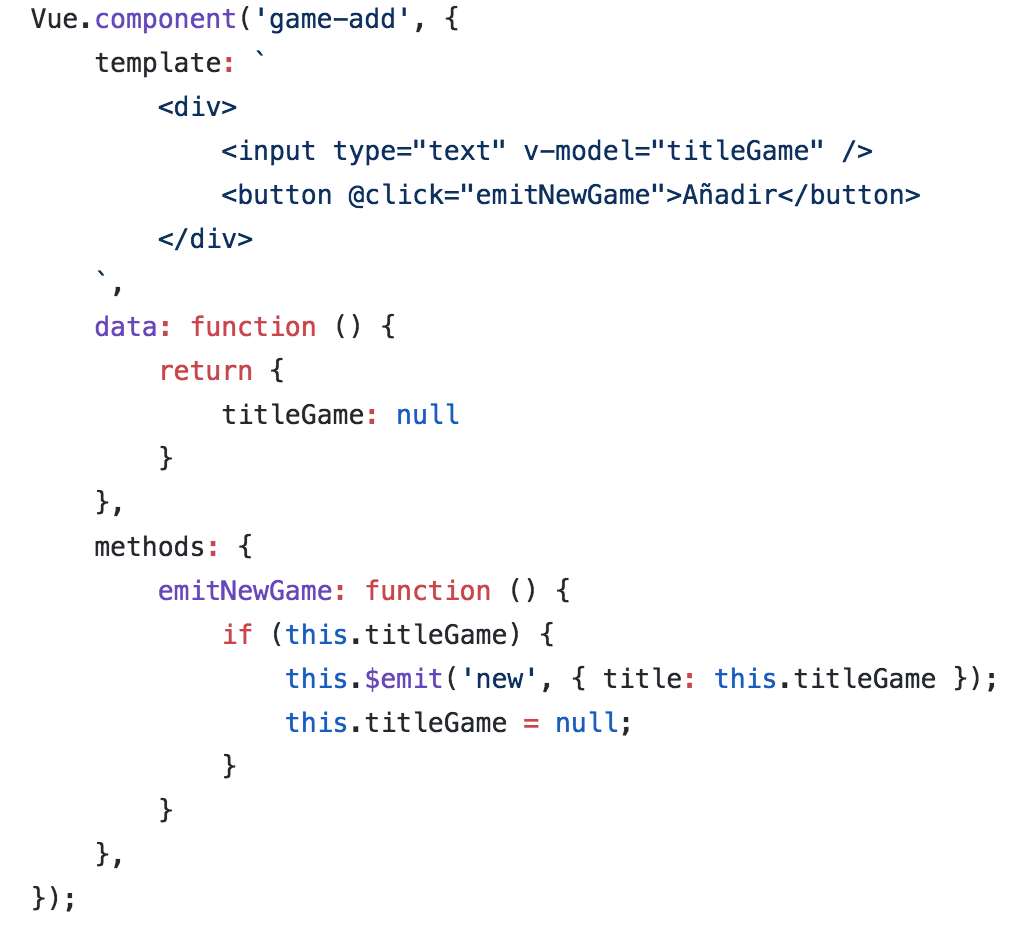 Vue.component('game-add', {
    template: `
        <div>
            <input type="text" v-model="titleGame" />
            <button @click="emitNewGame">Añadir</button>
        </div>
    `,
    data: function () {
        return {
            titleGame: null
        }
    },
    methods: {
        emitNewGame: function () {
            if (this.titleGame) {
                this.$emit('new', { title: this.titleGame });
                this.titleGame = null;
            }
        }
    },
});